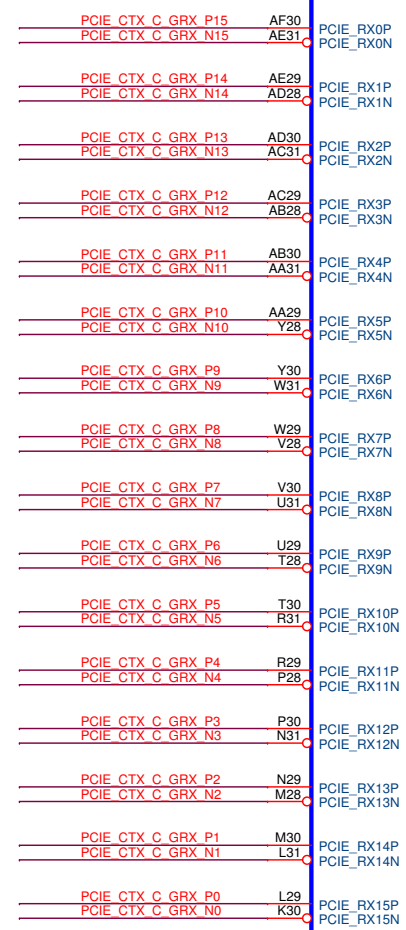 PCIE_CTX_C_GRX_P15 AF30 PCIE_RX0P
PCIE_CTX_C_GRX_N15 AE31 PCIE_RX0N
PCIE_CTX_C_GRX_P14 AE29 PCIE_RX1P
PCIE_CTX_C_GRX_N14 AD28 PCIE_RX1N
PCIE_CTX_C_GRX_P13 AD30 PCIE_RX2P
PCIE_CTX_C_GRX_N13 AC31 PCIE_RX2N
PCIE_CTX_C_GRX_P12 AC29 PCIE_RX3P
PCIE_CTX_C_GRX_N12 AB28 PCIE_RX3N
PCIE_CTX_C_GRX_P11 AB30 PCIE_RX4P
PCIE_CTX_C_GRX_N11 AA31 PCIE_RX4N
PCIE_CTX_C_GRX_P10 AA29 PCIE_RX5P
PCIE_CTX_C_GRX_N10 Y28 PCIE_RX5N
PCIE_CTX_C_GRX_P9 Y30 PCIE_RX6P
PCIE_CTX_C_GRX_N9 W31 PCIE_RX6N
PCIE_CTX_C_GRX_P8 W29 PCIE_RX7P
PCIE_CTX_C_GRX_N8 V28 PCIE_RX7N
PCIE_CTX_C_GRX_P7 V30 PCIE_RX8P
PCIE_CTX_C_GRX_N7 U31 PCIE_RX8N
PCIE_CTX_C_GRX_P6 U29 PCIE_RX9P
PCIE_CTX_C_GRX_N6 T28 PCIE_RX9N
PCIE_CTX_C_GRX_P5 T30 PCIE_RX10P
PCIE_CTX_C_GRX_N5 R31 PCIE_RX10N
PCIE_CTX_C_GRX_P4 R29 PCIE_RX11P
PCIE_CTX_C_GRX_N4 P28 PCIE_RX11N
PCIE_CTX_C_GRX_P3 P30 PCIE_RX12P
PCIE_CTX_C_GRX_N3 N31 PCIE_RX12N
PCIE_CTX_C_GRX_P2 N29 PCIE_RX13P
PCIE_CTX_C_GRX_N2 M28 PCIE_RX13N
PCIE_CTX_C_GRX_P1 M30 PCIE_RX14P
PCIE_CTX_C_GRX_N1 L31 PCIE_RX14N
PCIE_CTX_C_GRX_P0 L29 PCIE_RX15P
PCIE_CTX_C_GRX_N0 K30 PCIE_RX15N